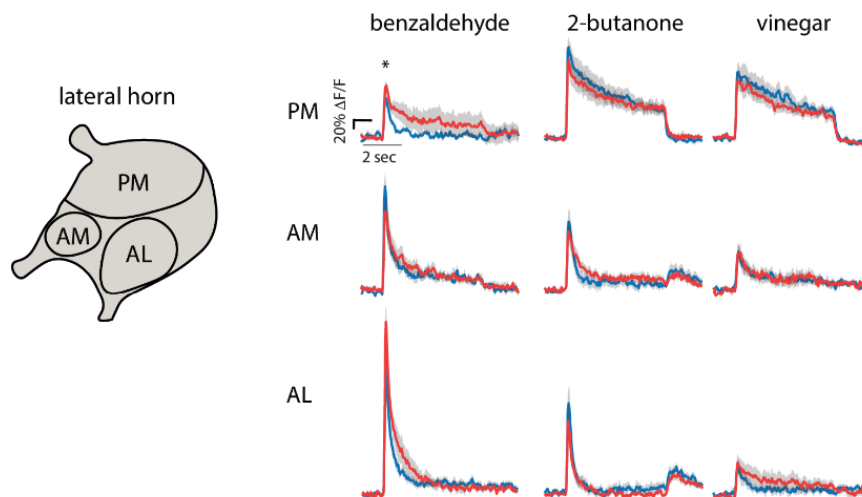 benzaldehyde 2-butanone vinegar
*
lateral horn
PM
20% ΔF/F
2 sec
PM
AM
AL
AM
AL